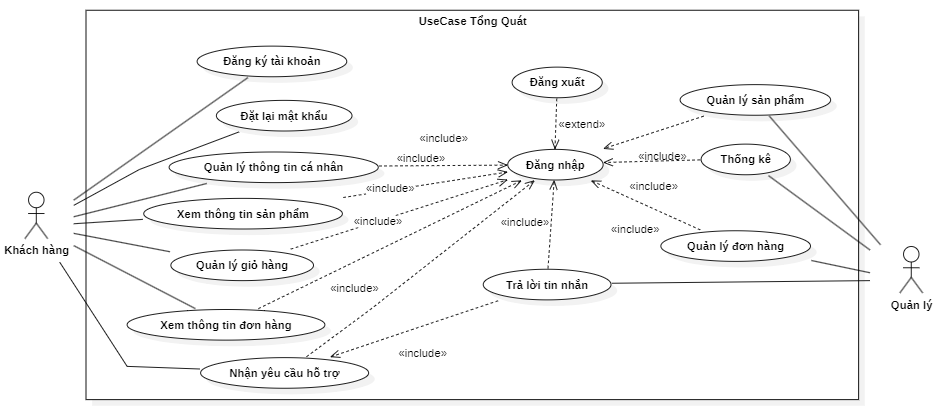 UseCase Tổng Quát
Đăng ký tài khoản
Đăng xuất
Quản lý sản phẩm
Đặt lại mật khẩu
«extend»
«include»
«include»
Quản lý thông tin cá nhân
Đăng nhập
«include»
Thống kê
«include»
«include»
Xem thông tin sản phẩm
«include»
«include»
«include»
Khách hàng
Quản lý giỏ hàng
Quản lý đơn hàng
Trả lời tin nhắn
«include»
Quản lý
Xem thông tin đơn hàng
«include»
Nhận yêu cầu hỗ trợ